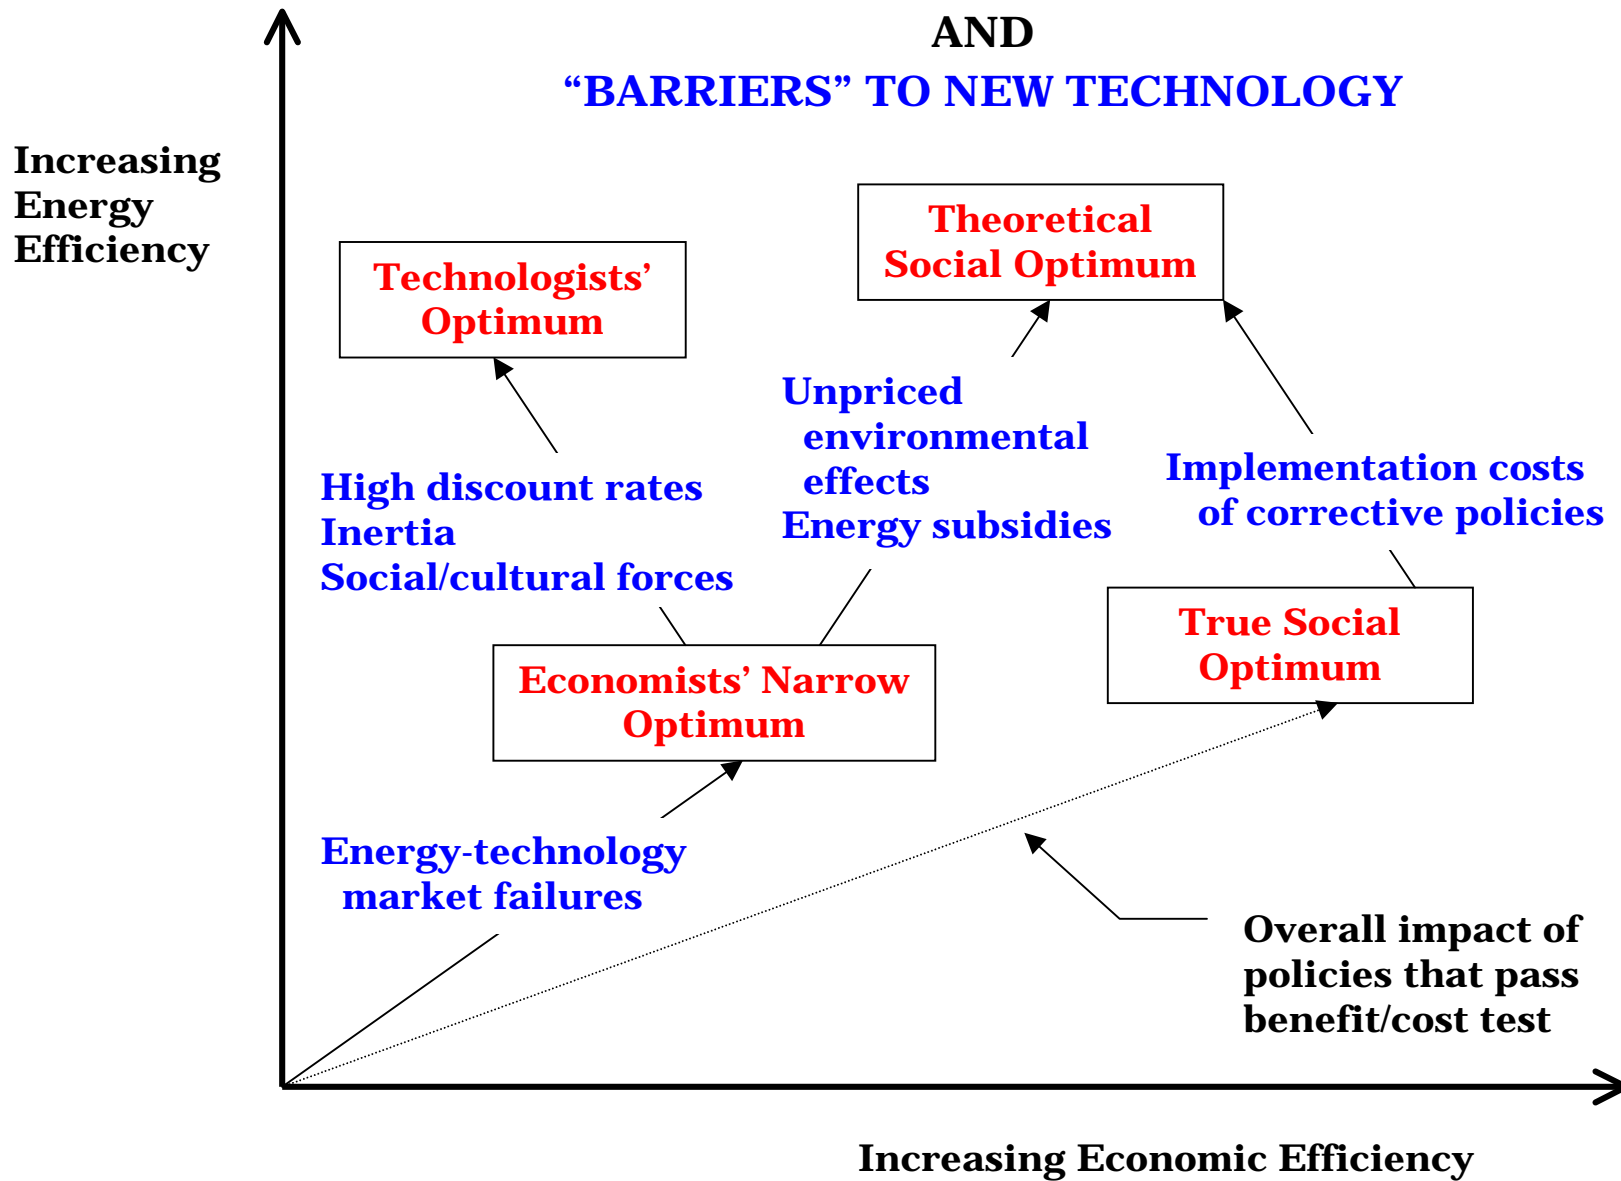 AND
“BARRIERS” TO NEW TECHNOLOGY
Increasing
Energy
Efficiency
Theoretical
Social Optimum
Technologists’
Optimum
Unpriced
environmental
effects
Energy subsidies
Implementation costs
of corrective policies
High discount rates
Inertia
Social/cultural forces
True Social
Optimum
Economists’ Narrow
Optimum
Energy-technology
market failures
Overall impact of
policies that pass
benefit/cost test
Increasing Economic Efficiency